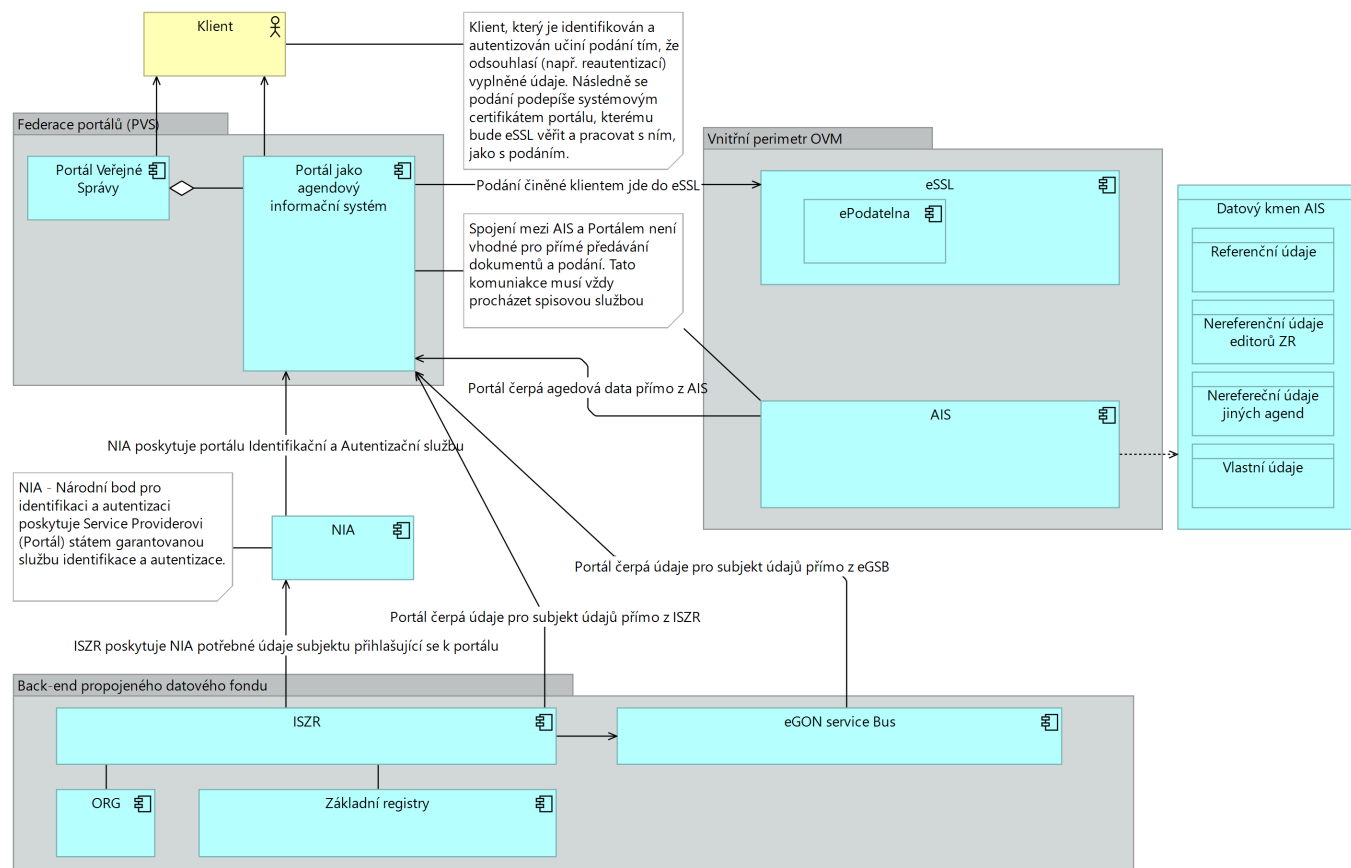 Klient
Klient, který je identifikován a
autentizován učiní podání tím, že
odsouhlasí (např. reautentizací)
vyplněné údaje. Následně se
podání podepíše systémovým
certifikátem portálu, kterému
bude eSSL věřit a pracovat s ním,
jako s podáním.
Federace portálů (PVS)
Portál Veřejné
Správy
Portál jako
agendový
informační systém
Podání činěné klientem jde do eSSL
Vnitřní perimetr OVM
eSSL
ePodatelna
Datový kmen AIS
Referenční údaje
Nereferenční údaje
editorů ZR
Nerefereční údaje
jiných agend
Vlastní údaje
Spojení mezi AIS a Portálem není
vhodné pro přímé předávání
dokumentů a podání. Tato
komuniakce musí vždy
procházet spisovou službou
Portál čerpá agedová data přímo z AIS
AIS
NIA poskytuje portálu Identifikační a Autentizační službu
NIA - Národní bod pro
identifikaci a autentizaci
poskytuje Service Providerovi
(Portál) státem garantovanou
službu identifikace a autentizace.
NIA
Portál čerpá údaje pro subjekt údajů přímo z eGSB
Portál čerpá údaje pro subjekt údajů přímo z ISZR
ISZR poskytuje NIA potřebné údaje subjektu přihlašující se k portálu
Back-end propojeného datového fondu
ISZR
eGON service Bus
ORG
Základní registry